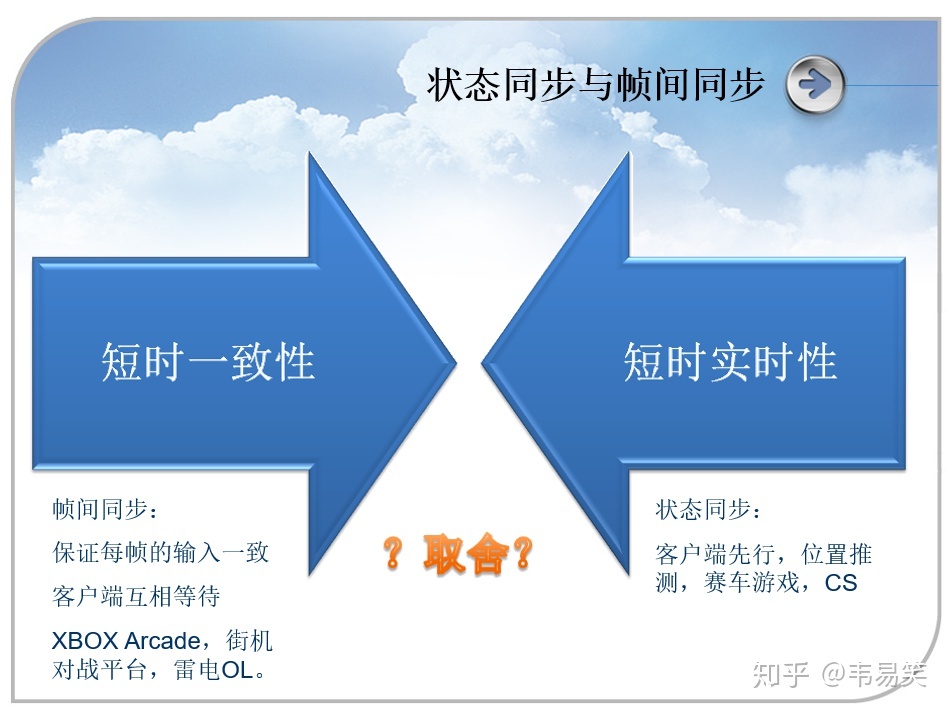 状态同步与帧间同步
短时一致性
短时实时性
帧间同步：
保证每帧的输入一致
客户端互相等待
XBOX Arcade，街机
对战平台，雷电OL。
？取舍？
状态同步：
客户端先行，位置推
测，赛车游戏，CS
知乎 @韦易笑